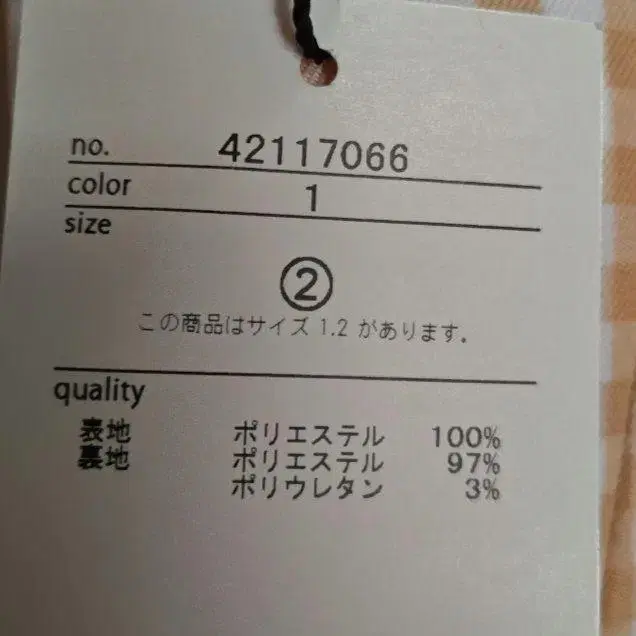 no. 42117066
color 1
size
②
この商品はサイズ 1.2 があります。
quality
表地 ポリエステル 100%
裏地 ポリエステル 97%
ポリウレタン 3%